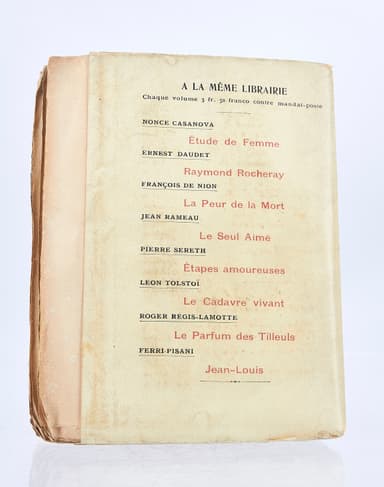 A LA MÊME LIBRAIRIE
Chaque volume 3 fr. 50 franco contre mandat-poste
NONCE CASANOVA
Étude de Femme
ERNEST DAUDET
Raymond Rocheray
FRANÇOIS DE NION
La Peur de la Mort
JEAN RAMEAU
Le Seul Aimé
PIERRE SERETH
Étapes amoureuses
LEON TOLSTOÏ
Le Cadavre vivant
ROGER RÉGIS-LAMOTTE
Le Parfum des Tilleuls
FERRI-PISANI
Jean-Louis